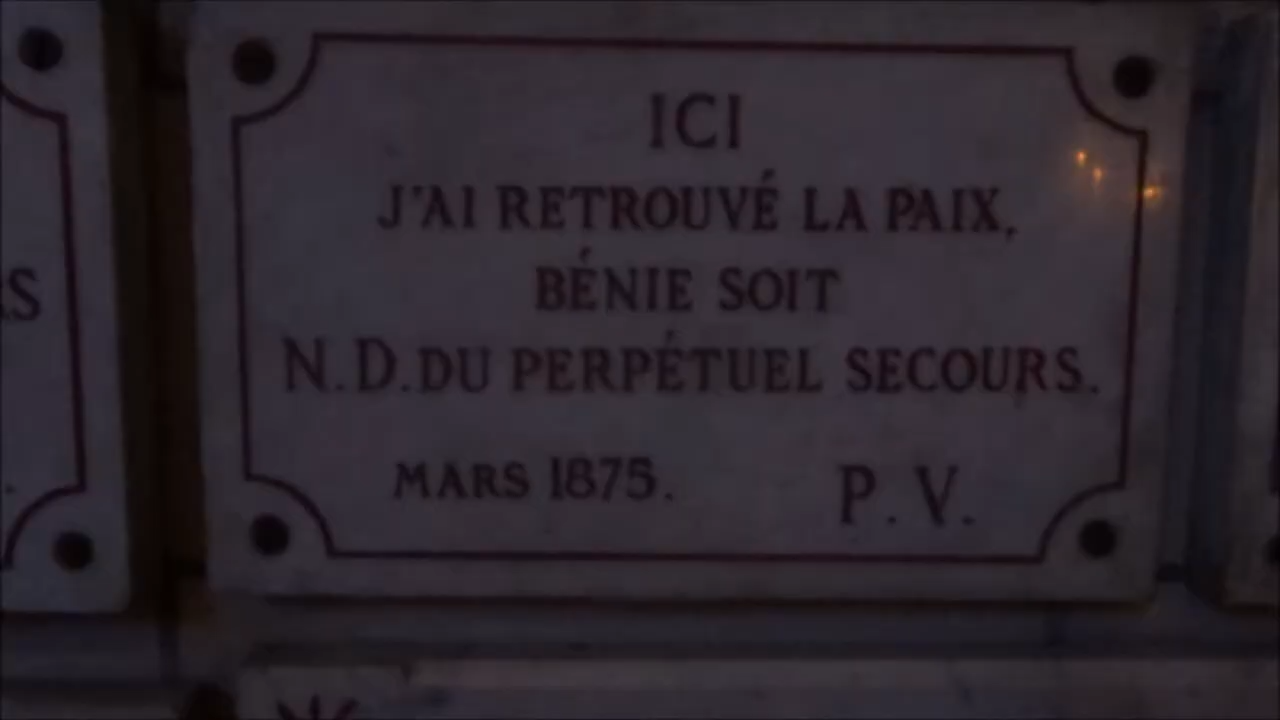 ICI
J'AI RETROUVÉ LA PAIX,
BÉNIE SOIT
N.D. DU PERPÉTUEL SECOURS.
MARS 1875. P.V.